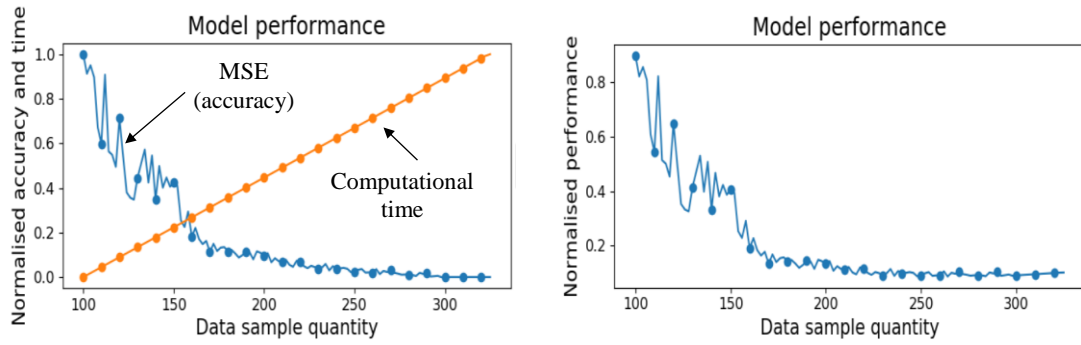 Model performance
Normalised accuracy and time
1.0
0.8
0.6
0.4
0.2
0.0
MSE
(accuracy)
Computational
time
100
150
200
250
300
Data sample quantity
Model performance
Normalised performance
0.8
0.6
0.4
0.2
100
150
200
250
300
Data sample quantity